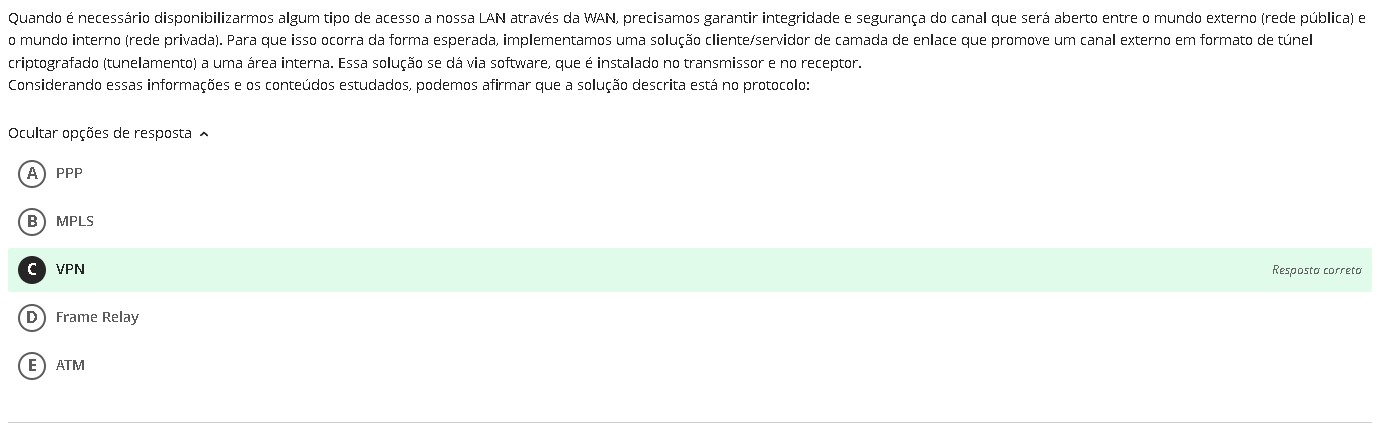 Quando é necessário disponibilizarmos algum tipo de acesso a nossa LAN através da WAN, precisamos garantir integridade e segurança do canal que será aberto entre o mundo externo (rede pública) e
o mundo interno (rede privada). Para que isso ocorra da forma esperada, implementamos uma solução cliente/servidor de camada de enlace que promove um canal externo em formato de túnel
criptografado (tunelamento) a uma área interna. Essa solução se dá via software, que é instalado no transmissor e no receptor.
Considerando essas informações e os conteúdos estudados, podemos afirmar que a solução descrita está no protocolo:
Ocultar opções de resposta
A PPP
B MPLS
C VPN Resposta correta
D Frame Relay
E ATM